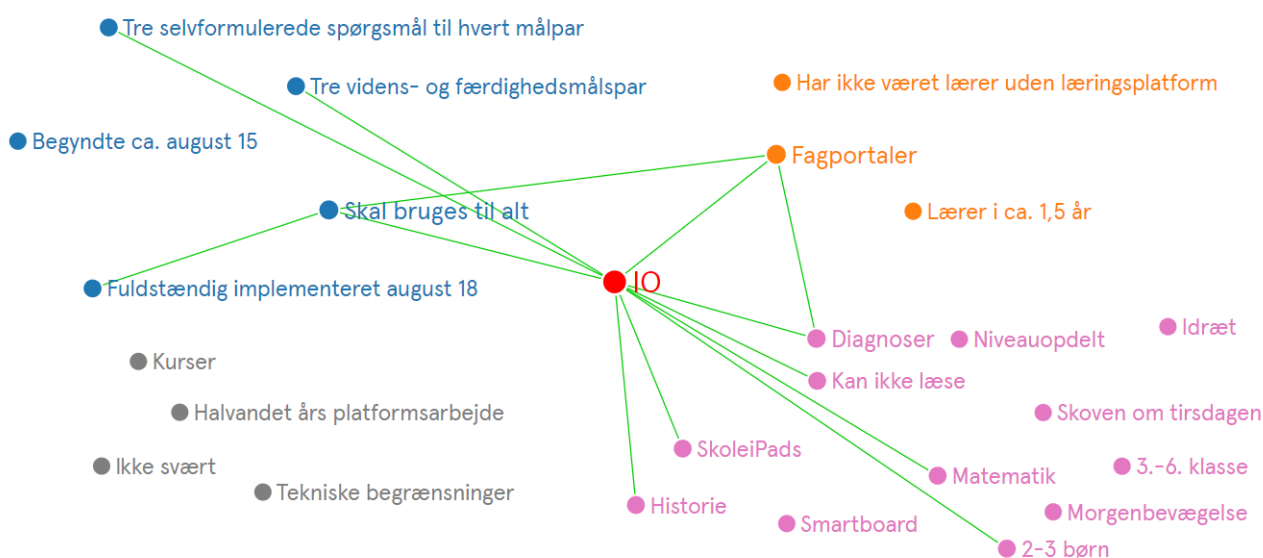 Tre selvformulerede spørgsmål til hvert målpar
Tre videns- og færdighedsmålspar
Har ikke været lærer uden læringsplatform
Begyndte ca. august 15
Fagportaler
Skal bruges til alt
Lærer i ca. 1,5 år
IO
Fuldstændig implementeret august 18
Idræt
Diagnoser
Niveauopdelt
Kurser
Kan ikke læse
Halvandet års platformsarbejde
Skoven om tirsdagen
SkoleiPads
Ikke svært
3.-6. klasse
Matematik
Tekniske begrænsninger
Historie
Morgenbevægelse
Smartboard
2-3 børn